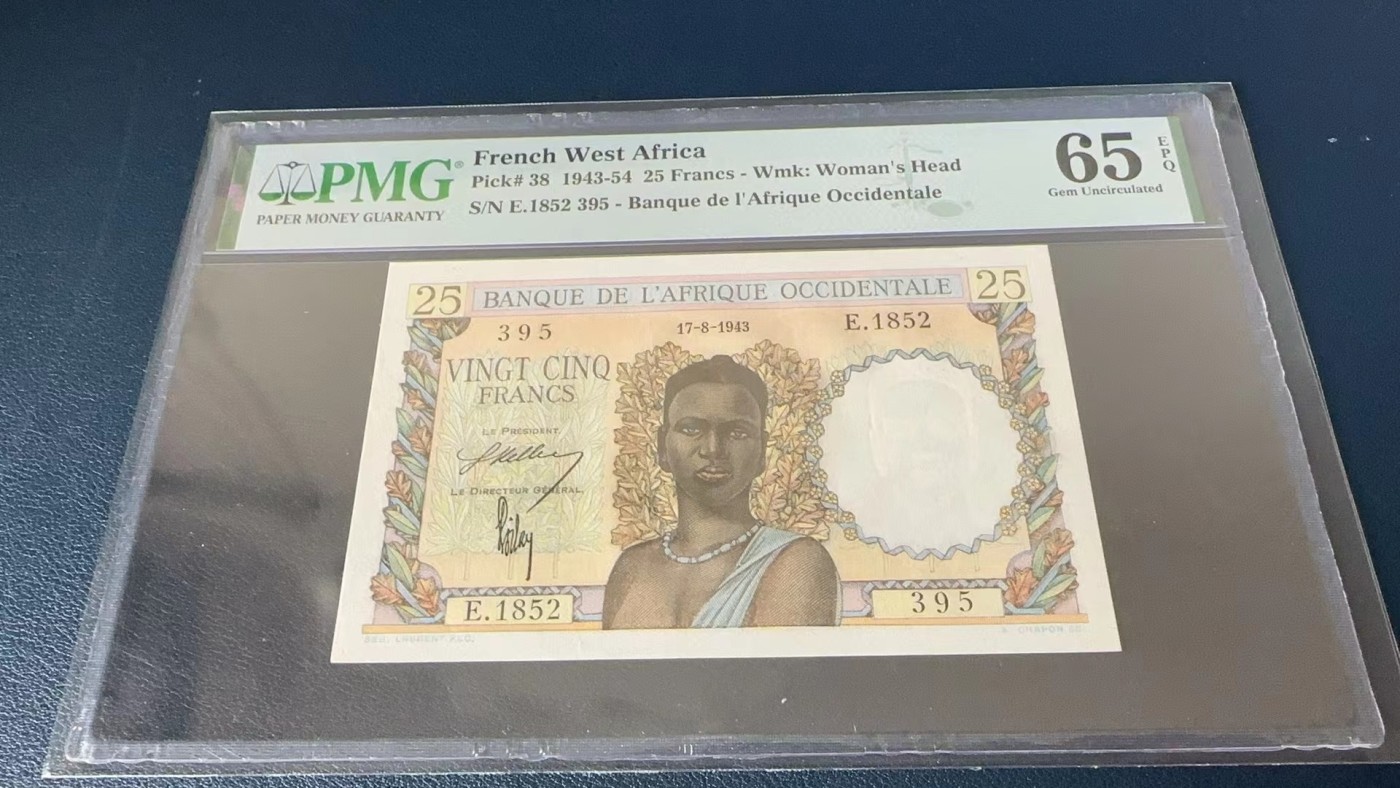 PMG®
PAPER MONEY GUARANTY
French West Africa
Pick# 38 1943-54 25 Francs - Wmk: Woman's Head
S/N E.1852 395 - Banque de l'Afrique Occidentale
65 EPQ
Gem Uncirculated
25 BANQUE DE L'AFRIQUE OCCIDENTALE 25
395 17-8-1943 E.1852
VINGT CINQ
FRANCS
LE PRÉSIDENT,
LE DIRECTEUR GÉNÉRAL,
E.1852 395